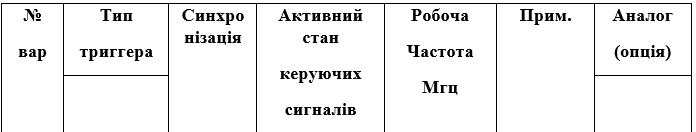 №
вар
Тип
триггера
Синхро
нізація
Активний
стан
керуючих
сигналів
Робоча
Частота
Мгц
Прим.
Аналог
(опція)